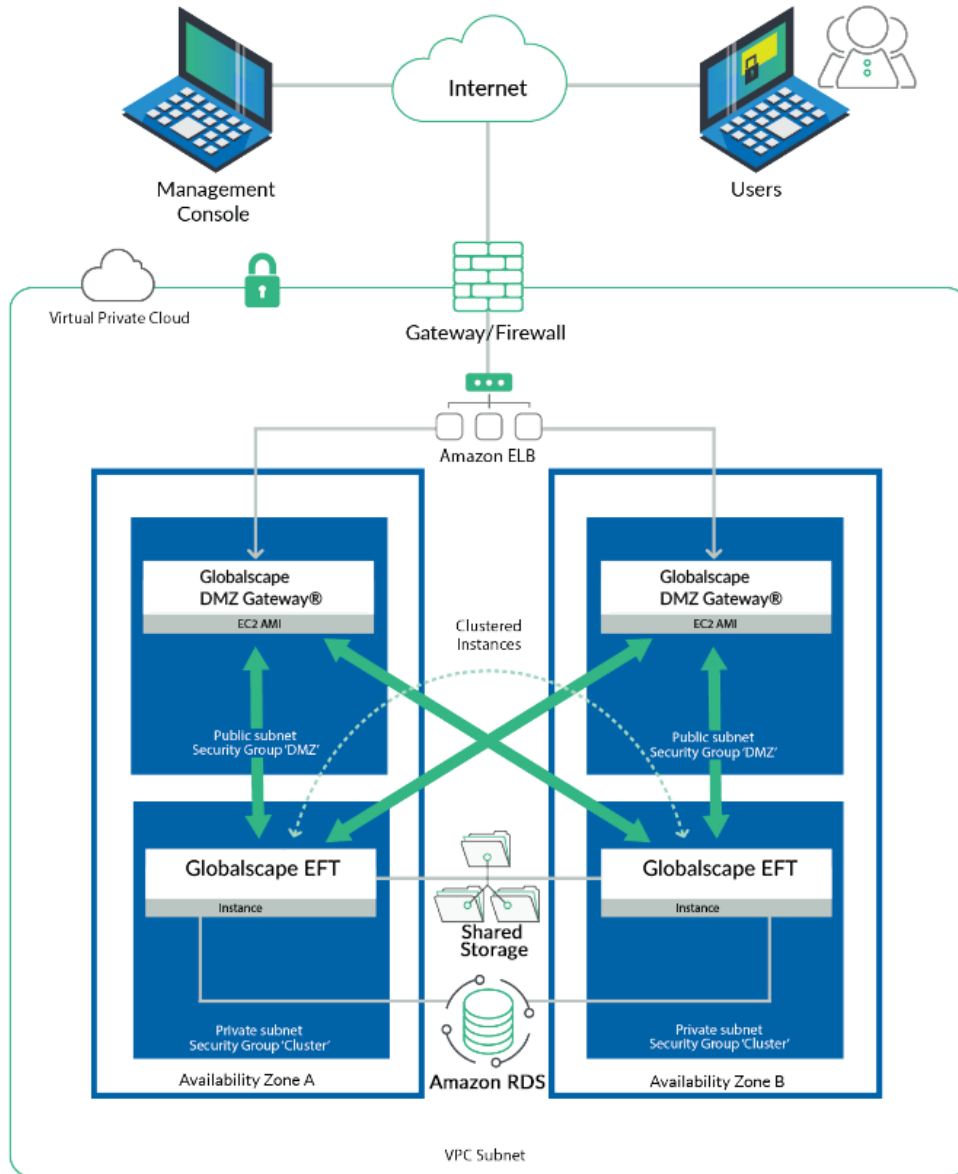 Internet
Management
Console
Users
Virtual Private Cloud
Gateway/Firewall
Amazon ELB
Globalscape
DMZ Gateway®
EC2 AMI
Globalscape
DMZ Gateway®
EC2 AMI
Clustered
Instances
Public subnet
Security Group 'DMZ'
Public subnet
Security Group 'DMZ'
Globalscape EFT
Instance
Globalscape EFT
Instance
Shared
Storage
Private subnet
Security Group 'Cluster'
Private subnet
Security Group 'Cluster'
Amazon RDS
Availability Zone A
Availability Zone B
VPC Subnet